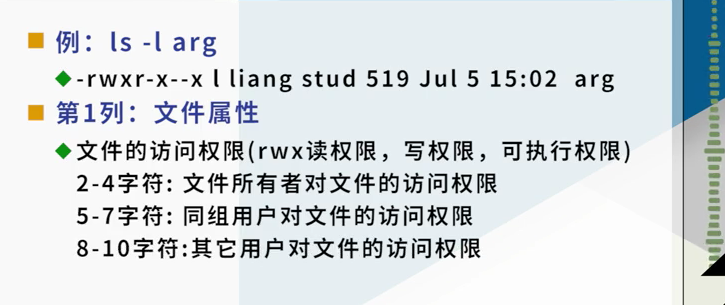 例：ls -l arg
-rwxr-x--x l liang stud 519 Jul 5 15:02 arg
第1列：文件属性
文件的访问权限(rwx读权限，写权限，可执行权限)
2-4字符: 文件所有者对文件的访问权限
5-7字符: 同组用户对文件的访问权限
8-10字符:其它用户对文件的访问权限